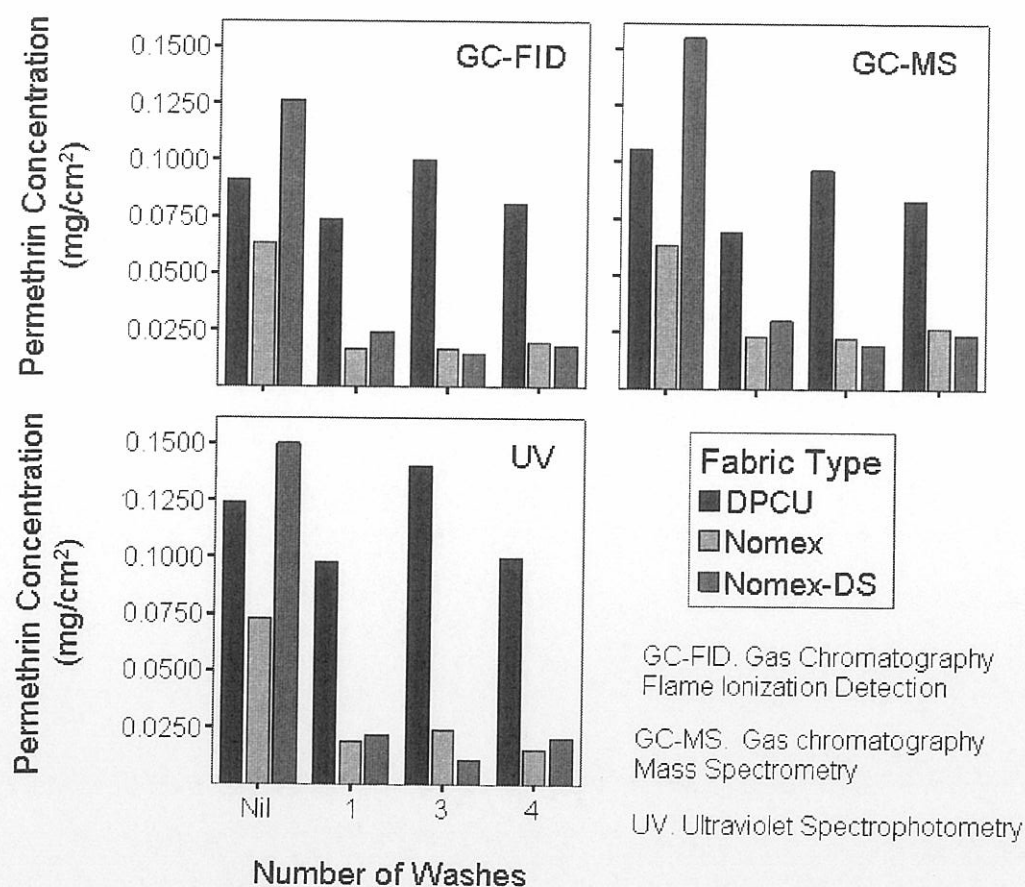 Permethrin Concentration
(mg/cm²)
0.1500
0.1250
0.1000
0.0750
0.0500
0.0250
GC-FID
GC-MS
Permethrin Concentration
(mg/cm²)
0.1500
0.1250
0.1000
0.0750
0.0500
0.0250
UV
Nil 1 3 4
Number of Washes
Fabric Type
DPCU
Nomex
Nomex-DS
GC-FID. Gas Chromatography
Flame Ionization Detection
GC-MS. Gas chromatography
Mass Spectrometry
UV. Ultraviolet Spectrophotometry